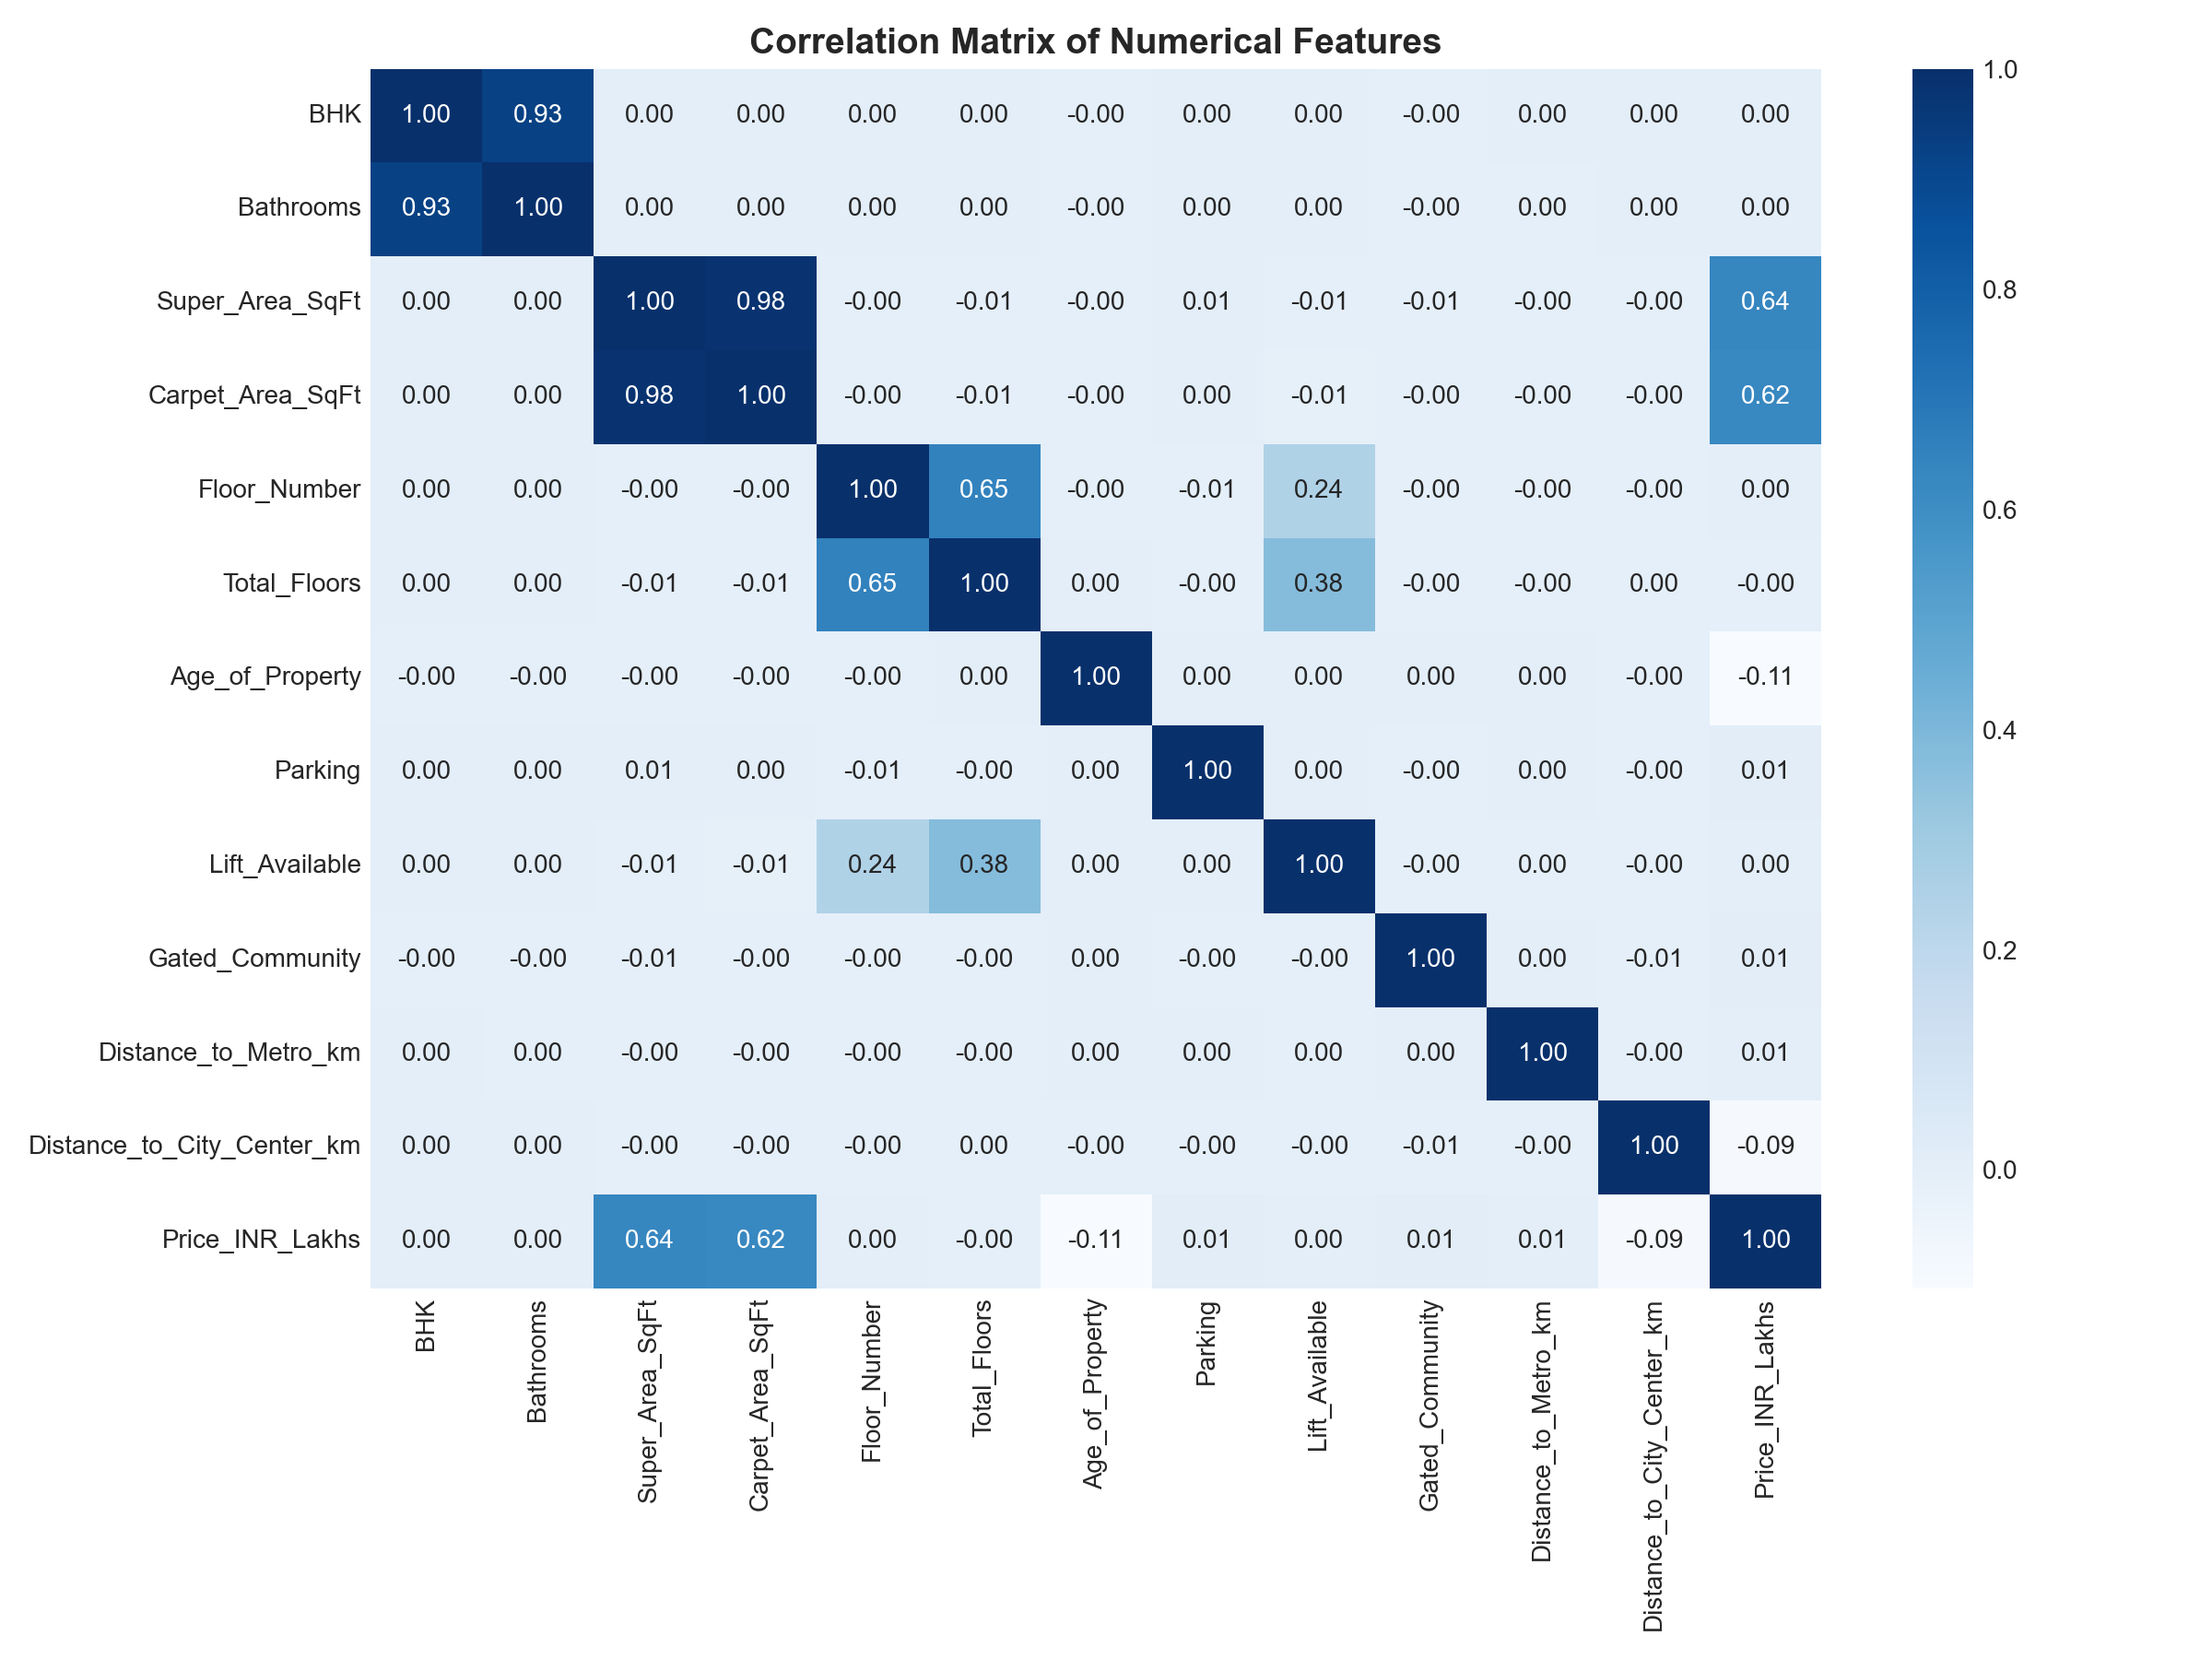 Correlation Matrix of Numerical Features
BHK 1.00 0.93 0.00 0.00 0.00 0.00 -0.00 0.00 0.00 -0.00 0.00 0.00 0.00
Bathrooms 0.93 1.00 0.00 0.00 0.00 0.00 -0.00 0.00 0.00 -0.00 0.00 0.00 0.00
Super_Area_SqFt 0.00 0.00 1.00 0.98 -0.00 -0.01 -0.00 0.01 -0.01 -0.01 -0.00 -0.00 0.64
Carpet_Area_SqFt 0.00 0.00 0.98 1.00 -0.00 -0.01 -0.00 0.00 -0.01 -0.00 -0.00 -0.00 0.62
Floor_Number 0.00 0.00 -0.00 -0.00 1.00 0.65 -0.00 -0.01 0.24 -0.00 -0.00 -0.00 0.00
Total_Floors 0.00 0.00 -0.01 -0.01 0.65 1.00 0.00 -0.00 0.38 -0.00 -0.00 0.00 -0.00
Age_of_Property -0.00 -0.00 -0.00 -0.00 -0.00 0.00 1.00 0.00 0.00 0.00 0.00 -0.00 -0.11
Parking 0.00 0.00 0.01 0.00 -0.01 -0.00 0.00 1.00 0.00 -0.00 0.00 -0.00 0.01
Lift_Available 0.00 0.00 -0.01 -0.01 0.24 0.38 0.00 0.00 1.00 -0.00 0.00 -0.00 0.00
Gated_Community -0.00 -0.00 -0.01 -0.00 -0.00 -0.00 0.00 -0.00 -0.00 1.00 0.00 -0.01 0.01
Distance_to_Metro_km 0.00 0.00 -0.00 -0.00 -0.00 -0.00 0.00 0.00 0.00 0.00 1.00 -0.00 0.01
Distance_to_City_Center_km 0.00 0.00 -0.00 -0.00 -0.00 0.00 -0.00 -0.00 -0.00 -0.01 -0.00 1.00 -0.09
Price_INR_Lakhs 0.00 0.00 0.64 0.62 0.00 -0.00 -0.11 0.01 0.00 0.01 0.01 -0.09 1.00
BHK
Bathrooms
Super_Area_SqFt
Carpet_Area_SqFt
Floor_Number
Total_Floors
Age_of_Property
Parking
Lift_Available
Gated_Community
Distance_to_Metro_km
Distance_to_City_Center_km
Price_INR_Lakhs
1.0
0.8
0.6
0.4
0.2
0.0